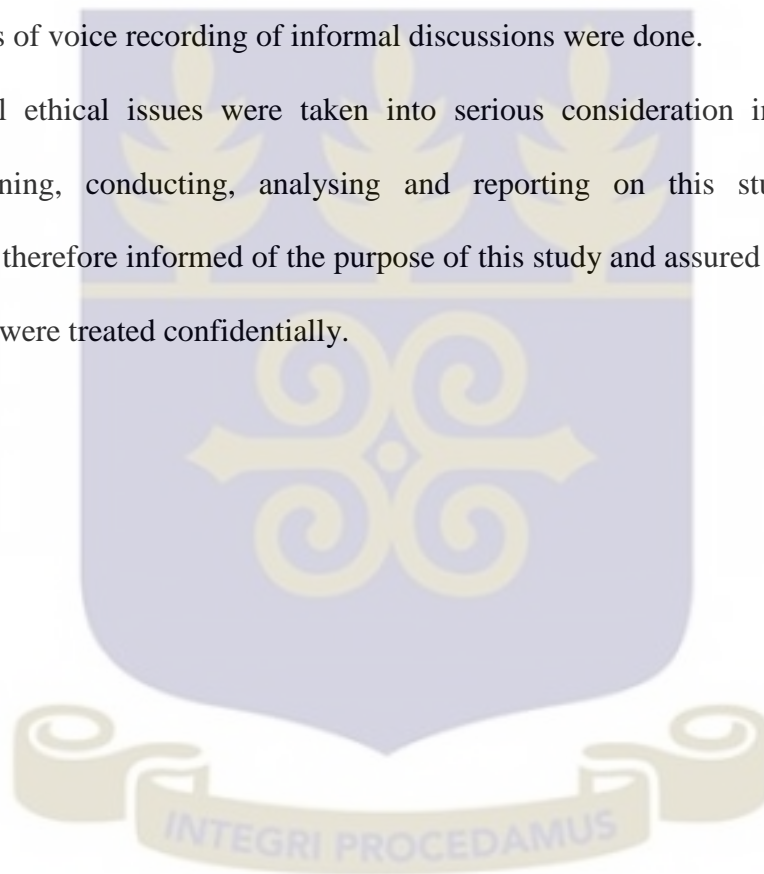 s of voice recording of informal discussions were done.
l ethical issues were taken into serious consideration in
ning, conducting, analysing and reporting on this stu
therefore informed of the purpose of this study and assured
were treated confidentially.
INTEGRI PROCEDAMUS